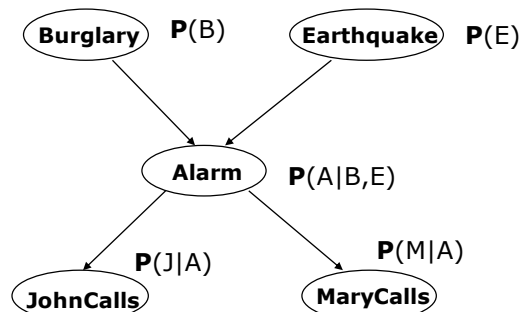 Burglary P(B)
Earthquake P(E)
Alarm
P(A|B,E)
P(J|A)
P(M|A)
JohnCalls
MaryCalls